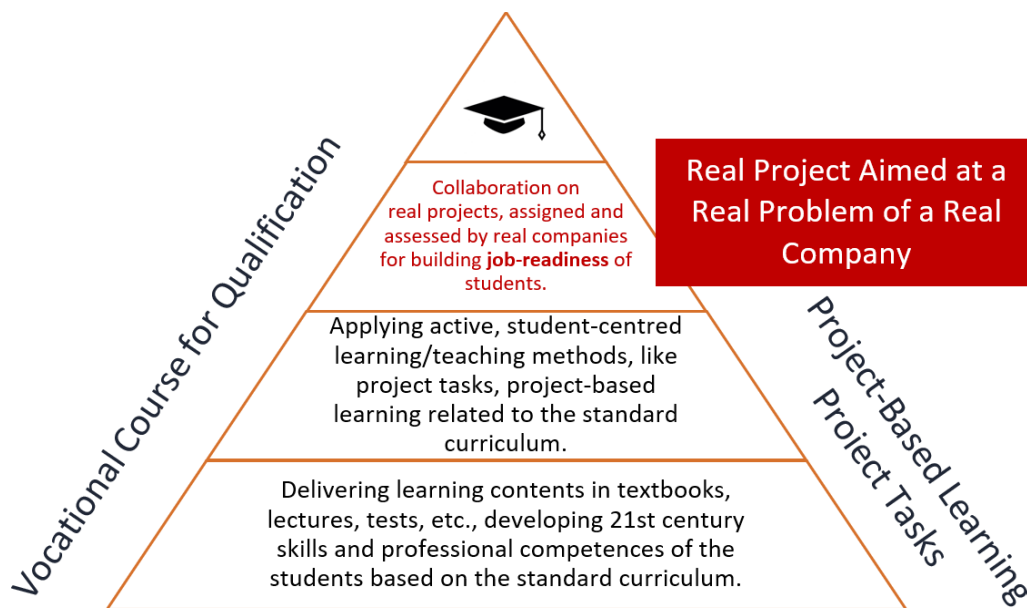 Vocational Course for Qualification
Collaboration on
real projects, assigned and
assessed by real companies
for building job-readiness of
students.
Real Project Aimed at a
Real Problem of a Real
Company
Applying active, student-centred
learning/teaching methods, like
project tasks, project-based
learning related to the standard
curriculum.
Project-Based Learning
Project Tasks
Delivering learning contents in textbooks,
lectures, tests, etc., developing 21st century
skills and professional competences of the
students based on the standard curriculum.